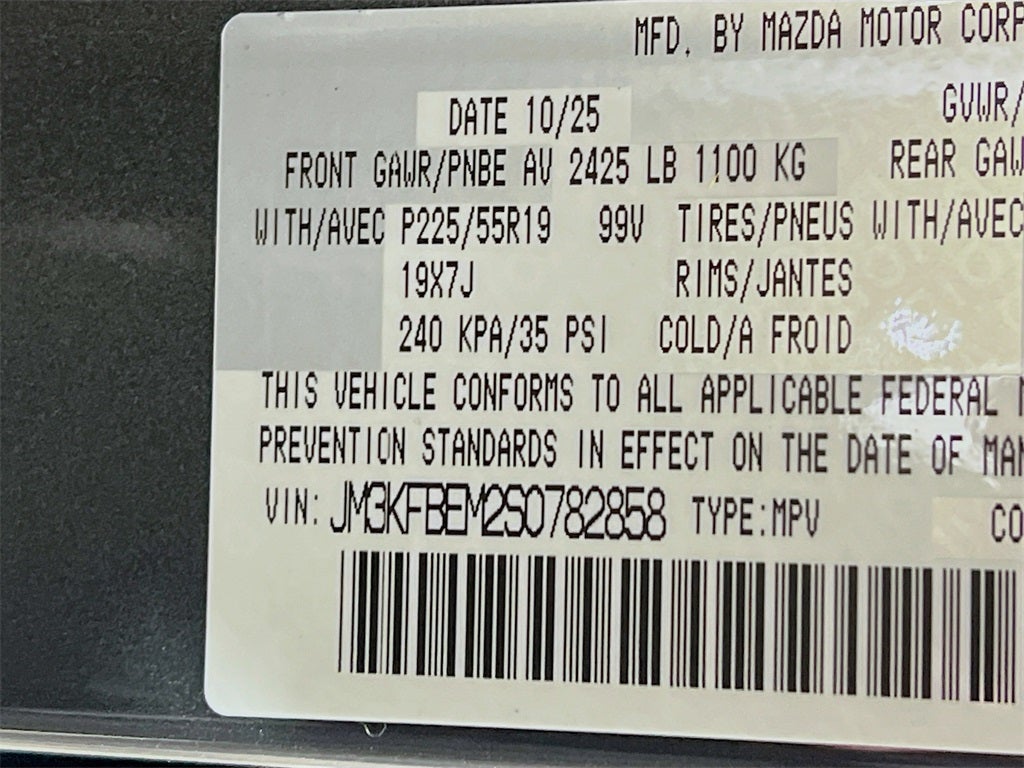 MFD. BY MAZDA MOTOR CORP
DATE 10/25 GVWR/
FRONT GAWR/PNBE AV 2425 LB 1100 KG REAR GAW
WITH/AVEC P225/55R19 99V TIRES/PNEUS WITH/AVEC
19X7J RIMS/JANTES
240 KPA/35 PSI COLD/A FROID
THIS VEHICLE CONFORMS TO ALL APPLICABLE FEDERAL
PREVENTION STANDARDS IN EFFECT ON THE DATE OF MAN
VIN: JM3KFBEM2S0782858 TYPE:MPV CO